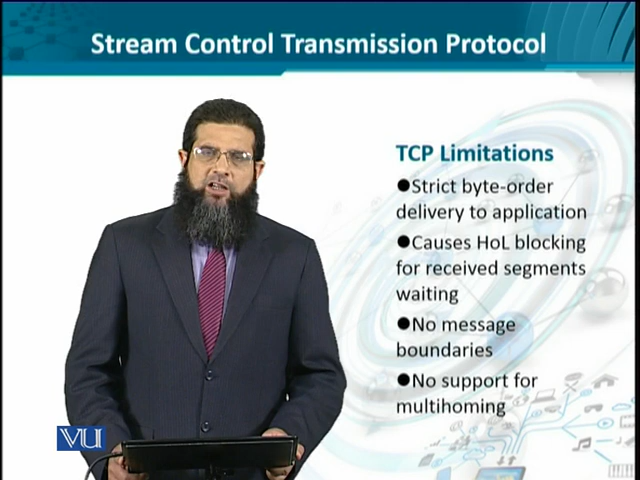 Stream Control Transmission Protocol
TCP Limitations
●Strict byte-order
delivery to application
●Causes HoL blocking
for received segments
waiting
●No message
boundaries
●No support for
multihoming
VU